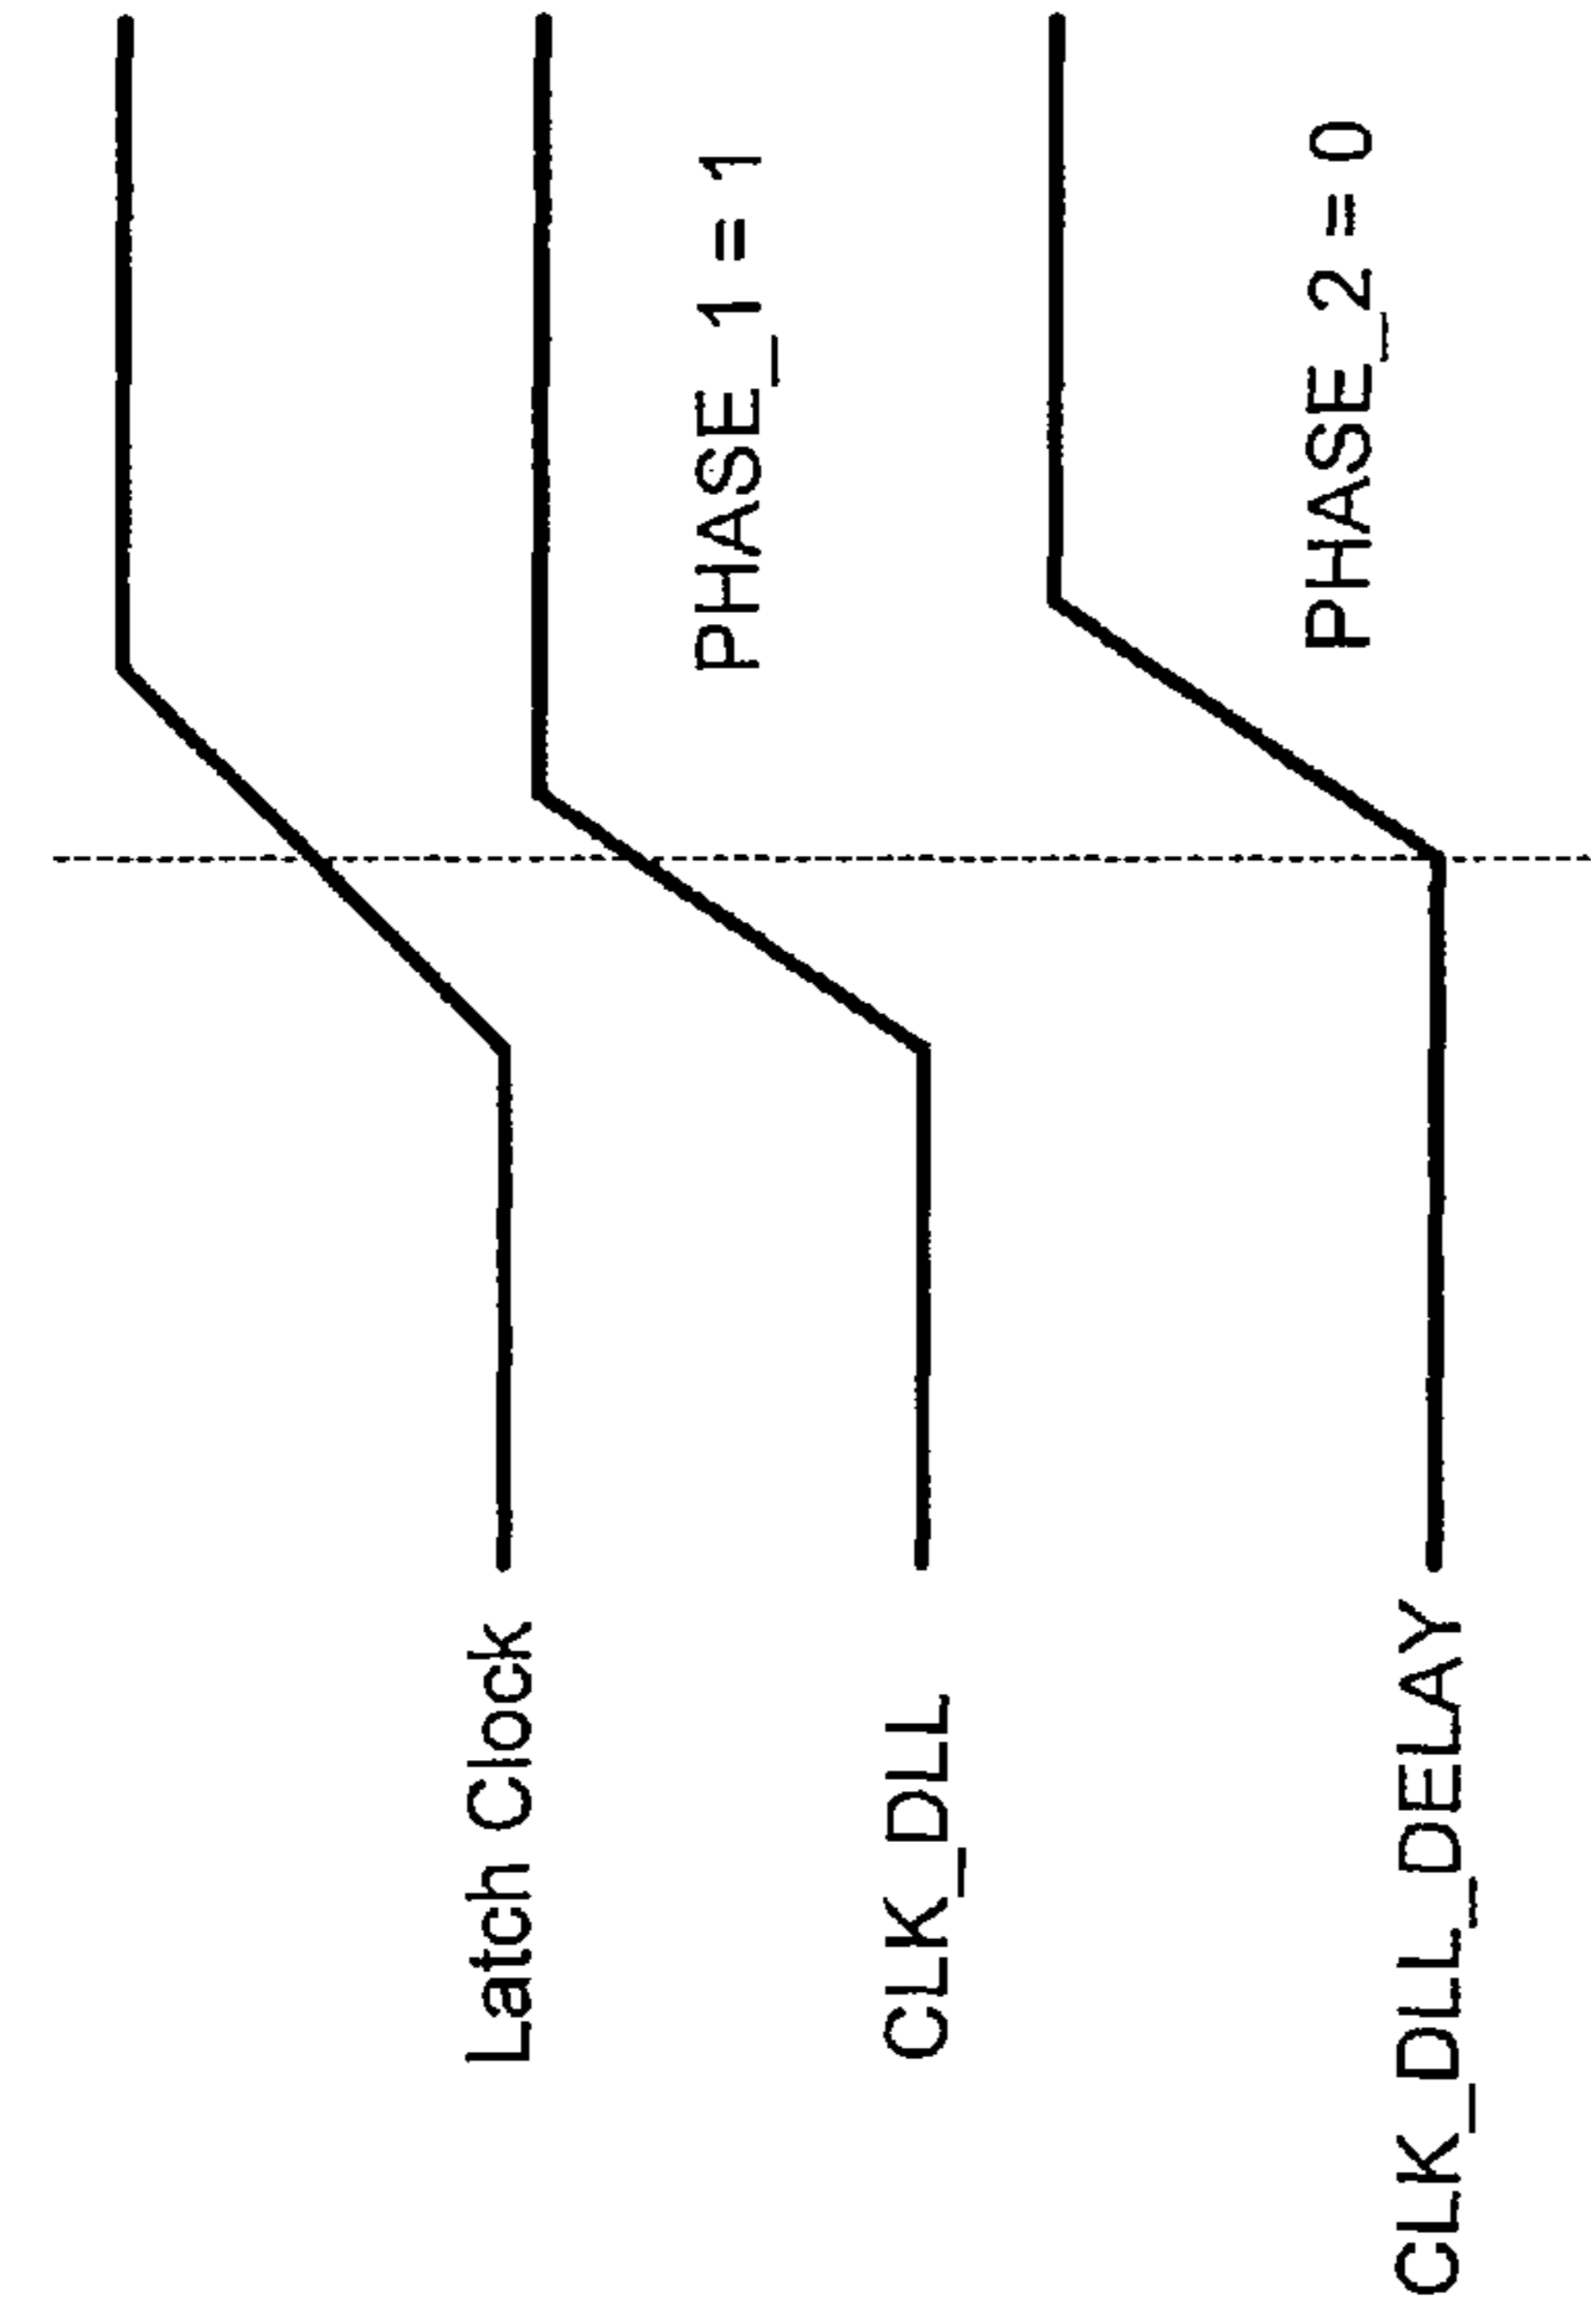 Latch Clock
CLK_DLL
PHASE_1 = 1
CLK_DLL_DELAY
PHASE_2 = 0